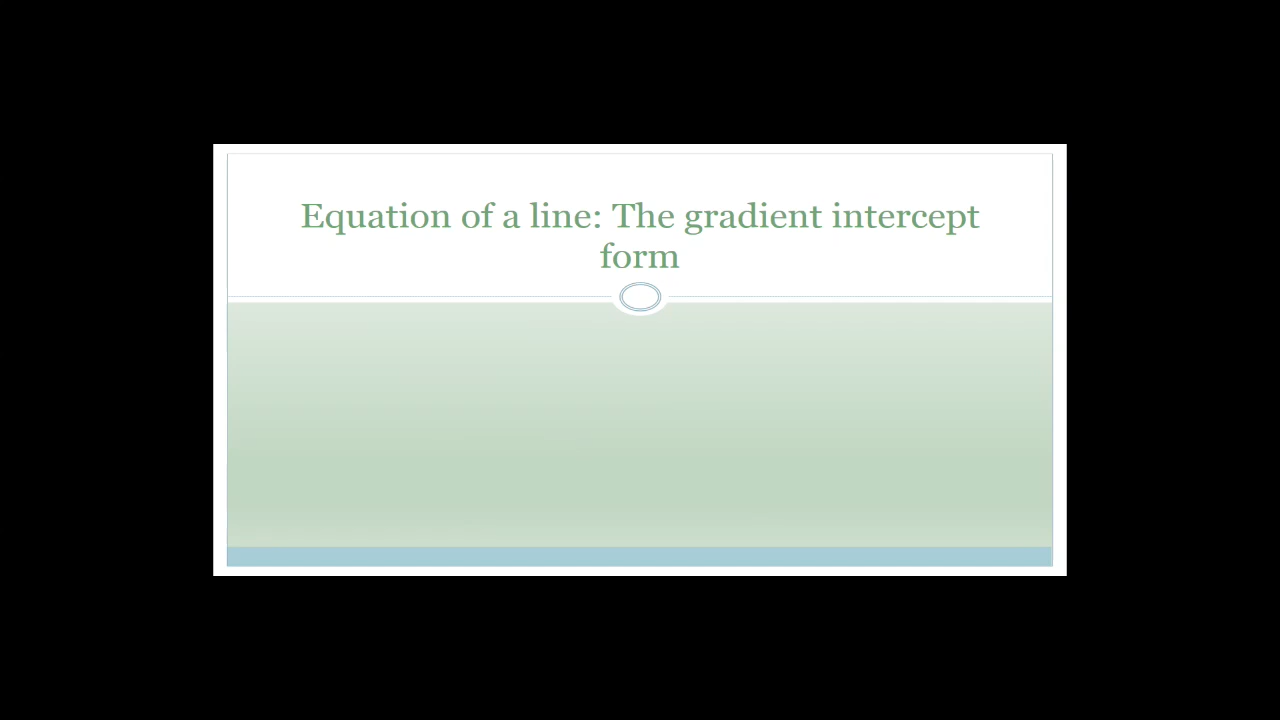 Equation of a line: The gradient intercept
form